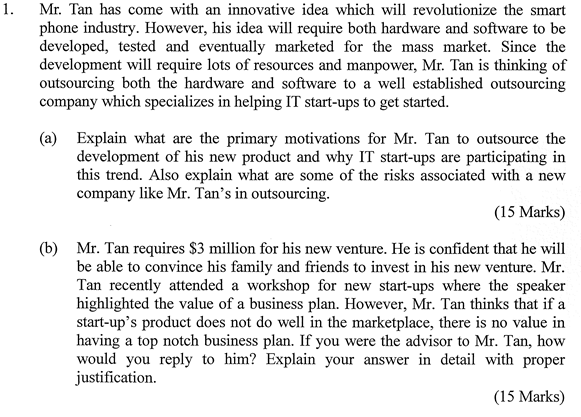 1. Mr. Tan has come with an innovative idea which will revolutionize the smart
phone industry. However, his idea will require both hardware and software to be
developed, tested and eventually marketed for the mass market. Since the
development will require lots of resources and manpower, Mr. Tan is thinking of
outsourcing both the hardware and software to a well established outsourcing
company which specializes in helping IT start-ups to get started.
(a) Explain what are the primary motivations for Mr. Tan to outsource the
development of his new product and why IT start-ups are participating in
this trend. Also explain what are some of the risks associated with a new
company like Mr. Tan's in outsourcing.
(15 Marks)
(b) Mr. Tan requires $3 million for his new venture. He is confident that he will
be able to convince his family and friends to invest in his new venture. Mr.
Tan recently attended a workshop for new start-ups where the speaker
highlighted the value of a business plan. However, Mr. Tan thinks that if a
start-up's product does not do well in the marketplace, there is no value in
having a top notch business plan. If you were the advisor to Mr. Tan, how
would you reply to him? Explain your answer in detail with proper
justification.
(15 Marks)